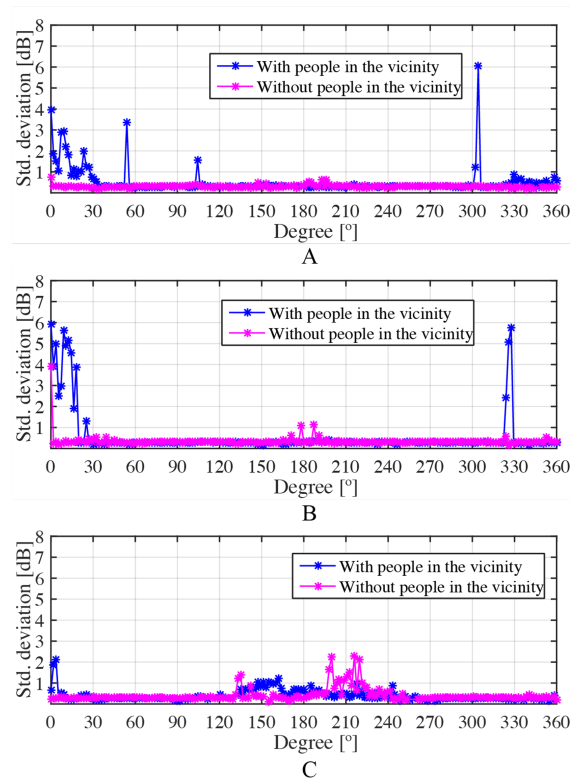 8
7
6
5
4
3
2
1
Std. deviation [dB]
With people in the vicinity
Without people in the vicinity
0 30 60 90 120 150 180 210 240 270 300 330 360
Degree [º]
A
8
7
6
5
4
3
2
1
Std. deviation [dB]
With people in the vicinity
Without people in the vicinity
0 30 60 90 120 150 180 210 240 270 300 330 360
Degree [º]
B
8
7
6
5
4
3
2
1
Std. deviation [dB]
With people in the vicinity
Without people in the vicinity
0 30 60 90 120 150 180 210 240 270 300 330 360
Degree [º]
C